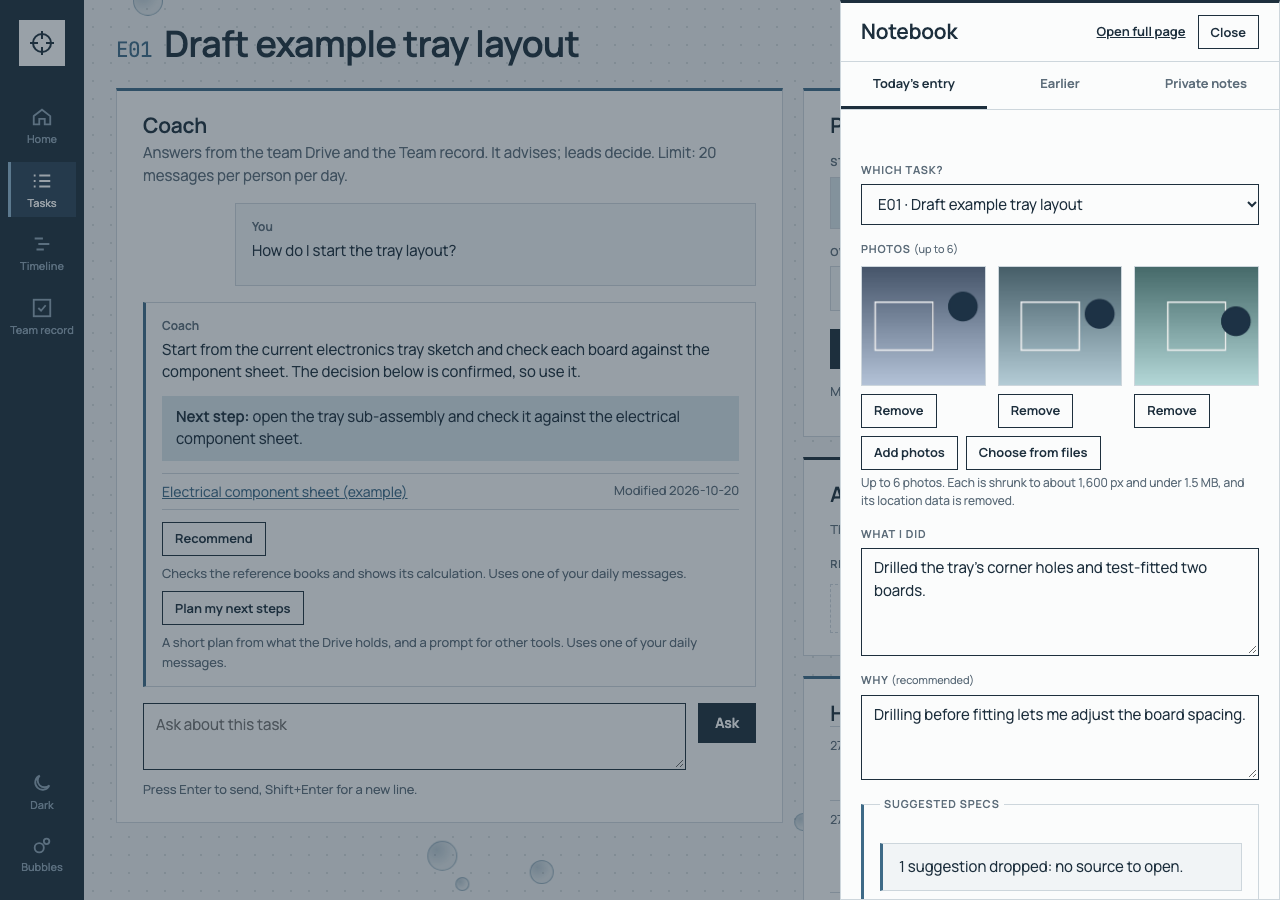 Home
Tasks
Timeline
Team record
Dark
Bubbles
E01 Draft example tray layout
Coach
Answers from the team Drive and the Team record. It advises; leads decide. Limit: 20
messages per person per day.
You
How do I start the tray layout?
Coach
Start from the current electronics tray sketch and check each board against the
component sheet. The decision below is confirmed, so use it.
Next step: open the tray sub-assembly and check it against the electrical
component sheet.
Electrical component sheet (example)
Modified 2026-10-20
Recommend
Checks the reference books and shows its calculation. Uses one of your daily messages.
Plan my next steps
A short plan from what the Drive holds, and a prompt for other tools. Uses one of your daily
messages.
Ask about this task
Ask
Press Enter to send, Shift+Enter for a new line.
Notebook
Open full page
Close
Today's entry
Earlier
Private notes
WHICH TASK?
E01 · Draft example tray layout
PHOTOS (up to 6)
Remove
Remove
Remove
Add photos
Choose from files
Up to 6 photos. Each is shrunk to about 1,600 px and under 1.5 MB, and
its location data is removed.
WHAT I DID
Drilled the tray's corner holes and test-fitted two
boards.
WHY (recommended)
Drilling before fitting lets me adjust the board spacing.
SUGGESTED SPECS
1 suggestion dropped: no source to open.